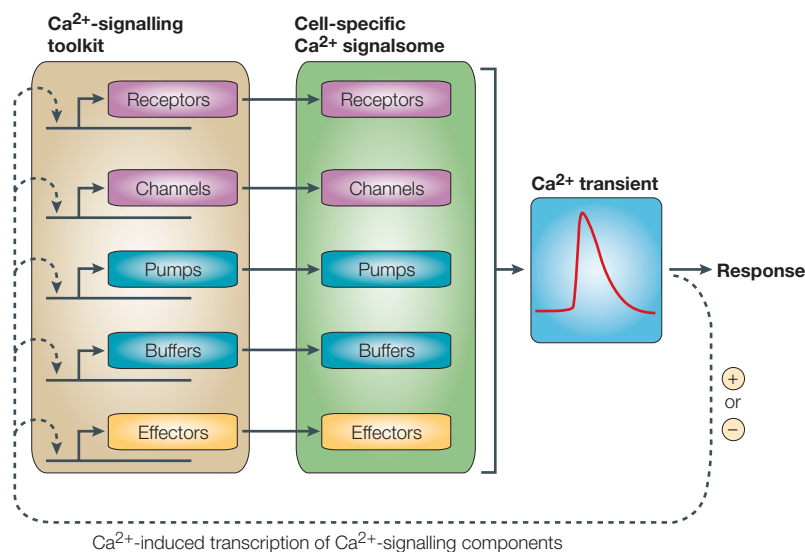 Ca²⁺-signalling
toolkit
Cell-specific
Ca²⁺ signalsome
Receptors
Receptors
Channels
Channels
Pumps
Pumps
Buffers
Buffers
Effectors
Effectors
Ca²⁺ transient
Response
+
or
–
Ca²⁺-induced transcription of Ca²⁺-signalling components